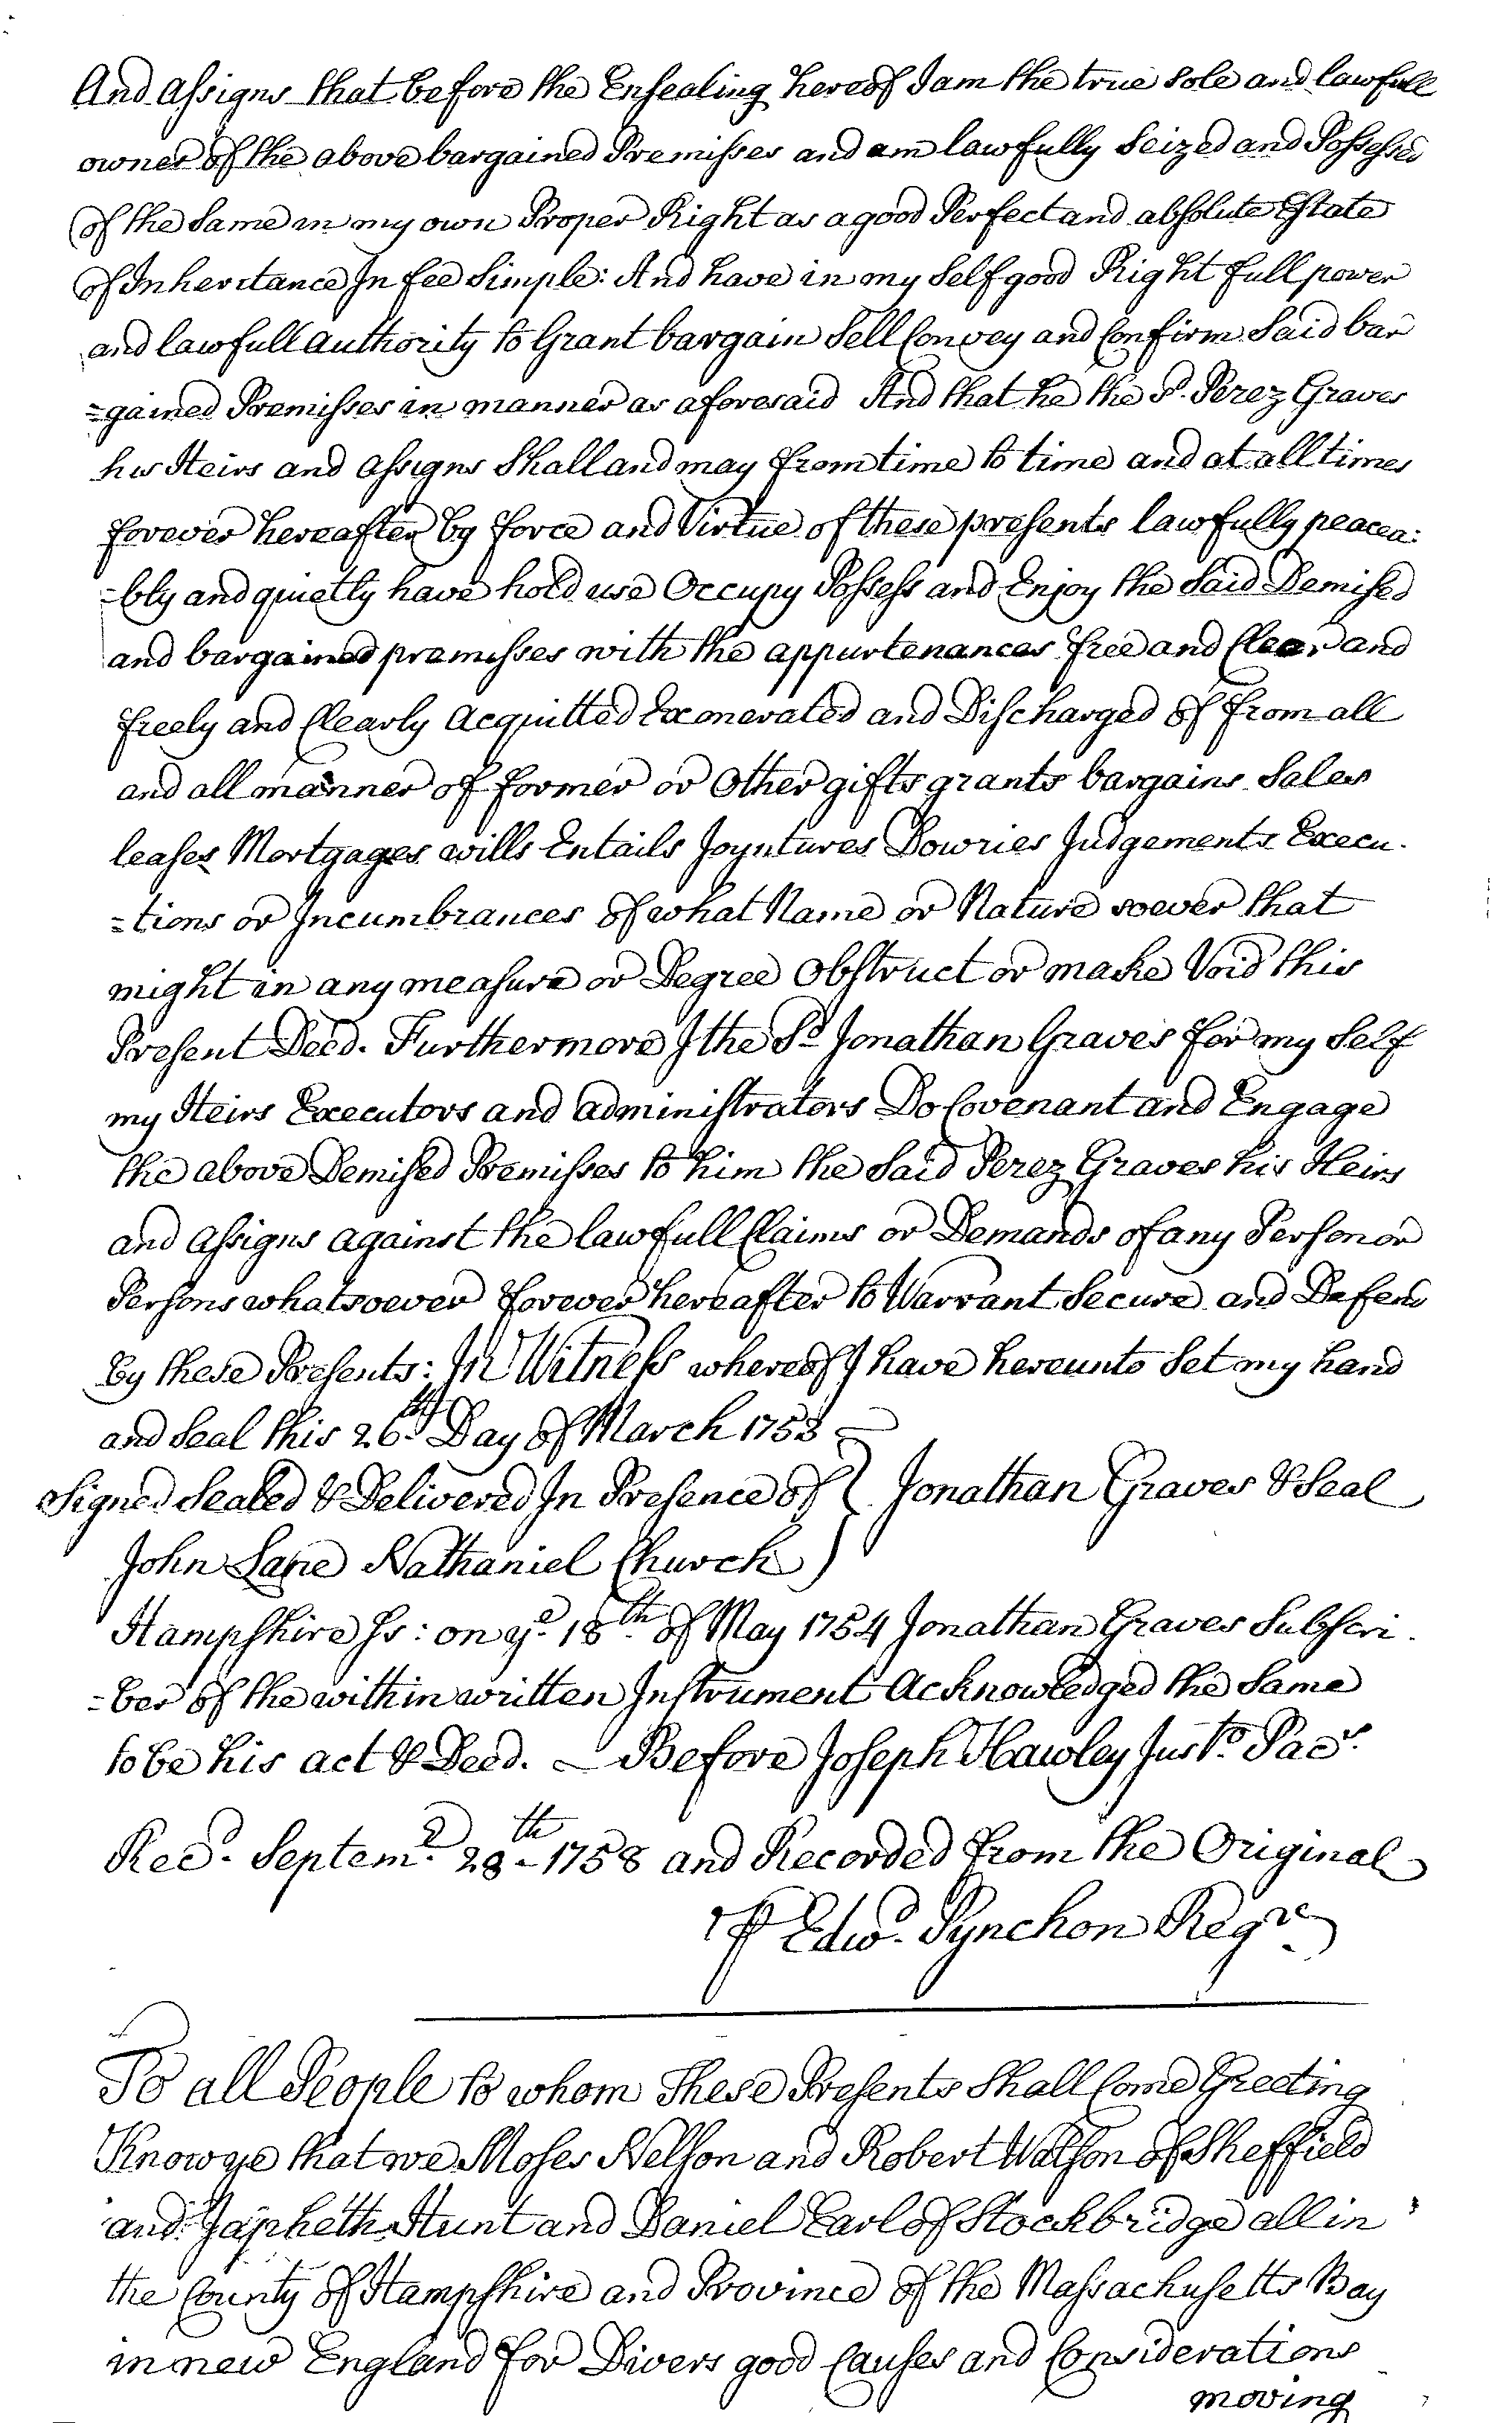 And Assigns that before the Ensealing hereof I am the true sole and lawfull
owner of the above bargained Premisses and am lawfully Seized and Possessed
of the Same in my own Proper Right as a good Perfect and absolute Estate
of Inheritance In fee Simple: And have in my Self good Right full power
and lawfull Authority to Grant bargain Sell Convey and Confirm Said bar
=gained Premisses in manner as aforesaid And that he the Sd. Perez Graves
his Heirs and Assigns Shall and may from time to time and at all times
forever hereafter by force and Virtue of these presents lawfully peacea:
=bly and quietly have hold use Occupy Possess and Enjoy the Said Demised
and bargained premisses with the appurtenances free and Clear and
freely and Clearly Acquitted Exonerated and Discharged of from all
and all manner of former or Other gifts grants bargains Sales
leases Mortgages wills Entails Joyntures Dowries Judgements Execu-
=tions or Incumbrances of what Name or Nature soever that
might in any measure or Degree Obstruct or make Void this
Present Deed. Furthermore I the Sd Jonathan Graves for my Self
my Heirs Executors and Administrators Do Covenant and Engage
the above Demised Premisses to him the Said Perez Graves his Heirs
and Assigns against the lawfull Claims or Demands of any Person or
Persons whatsoever forever hereafter to Warrant Secure and Defend
by these Presents: In Witness whereof I have hereunto Set my hand
and Seal this 26th. Day of March 1753
Signed Sealed & Delivered In Presence of } Jonathan Graves & Seal
John Lane Nathaniel Church }
Hampshire Ss: on ye. 18th. of May 1754 Jonathan Graves Subscri-
=ber of the within written Instrument Acknowledged the Same
to be his act & Deed. — Before Joseph Hawley Justo. Pacs.
Recd. Septemr. 28th - 1758 and Recorded from the Original
⅌ Edwd. Pynchon Regr.
To all People to whom These Presents Shall Come Greeting
Know ye that we Moses Nelson and Robert Watson of Sheffield
and Japheth Hunt and Daniel Earl of Stockbridge all in
the County of Hampshire and Province of the Massachusetts Bay
in new England for Divers good Causes and Considerations
moving